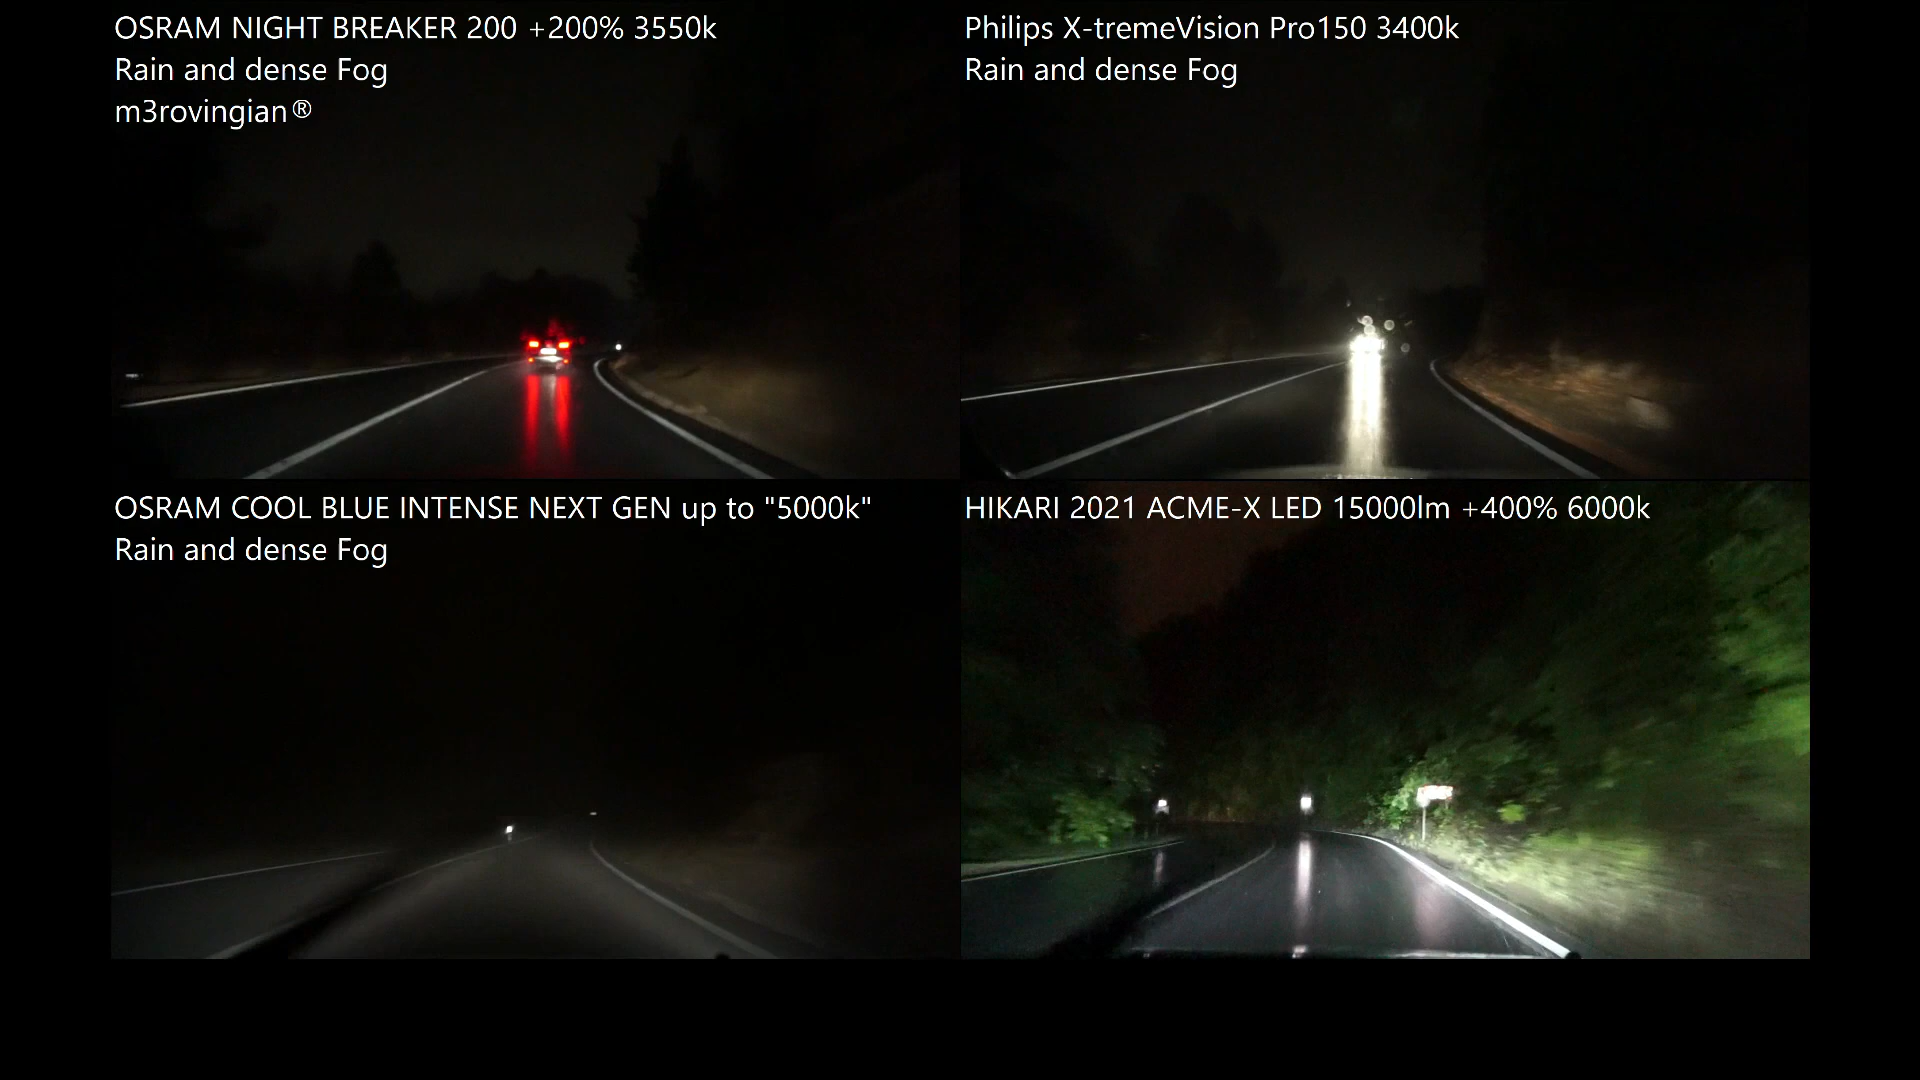 OSRAM NIGHT BREAKER 200 +200% 3550k
Rain and dense Fog
m3rovingian®
Philips X-tremeVision Pro150 3400k
Rain and dense Fog
OSRAM COOL BLUE INTENSE NEXT GEN up to "5000k"
Rain and dense Fog
HIKARI 2021 ACME-X LED 15000lm +400% 6000k